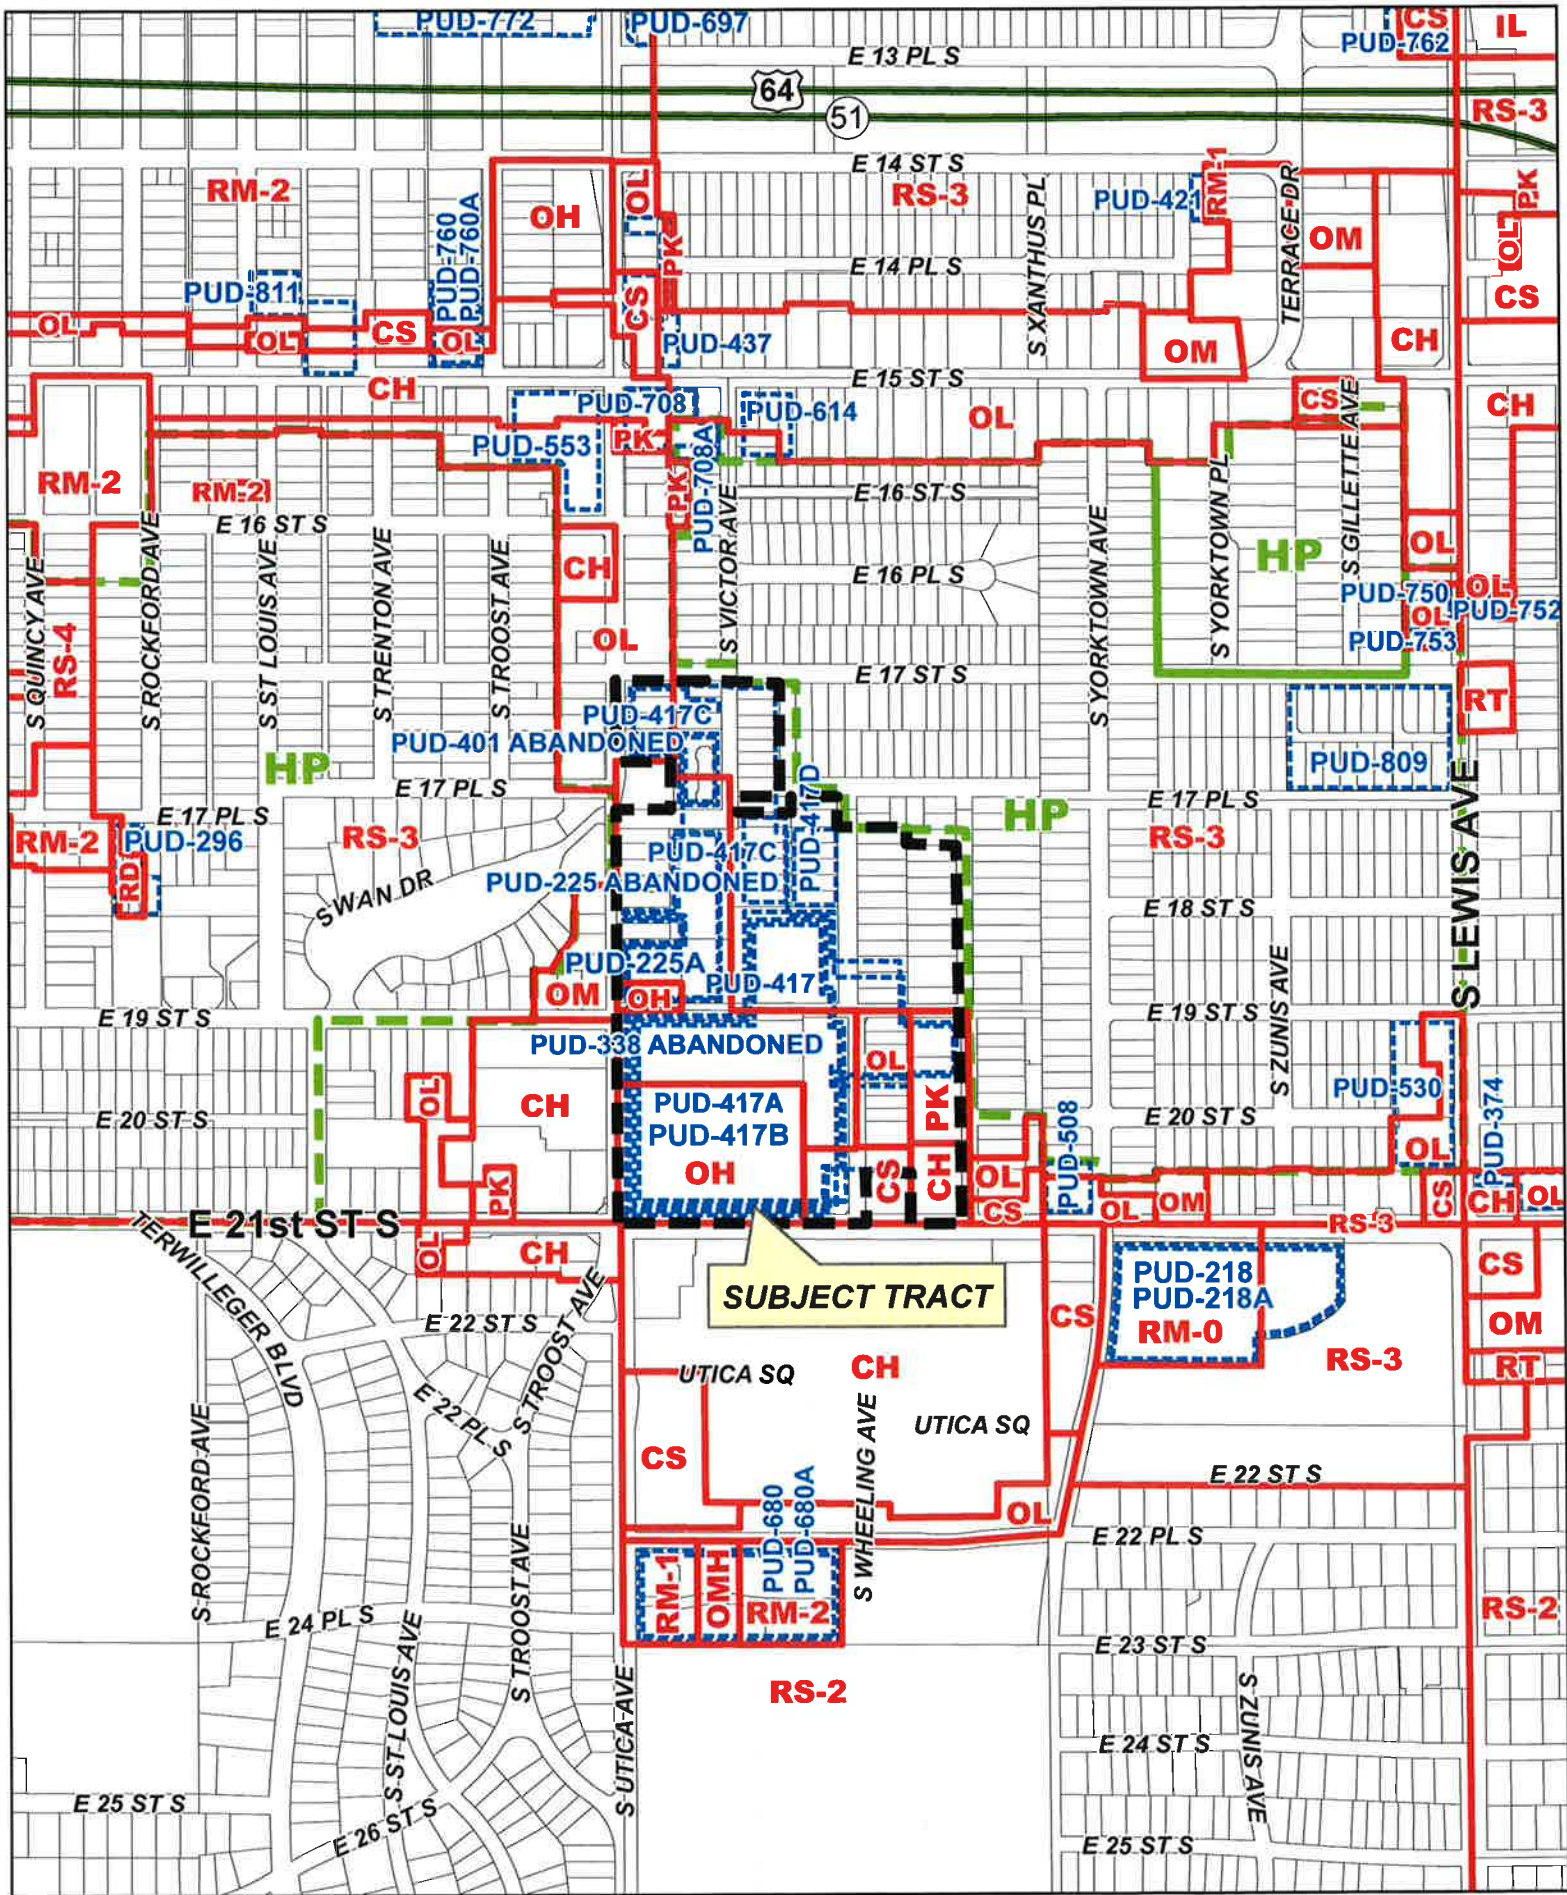 PUD-772
PUD-697
CS
IL
PUD-762
E 13 PL S
64
51
RS-3
E 14 ST S
RM-2
OH
OL
RS-3
PUD-421
RM-1
TERRACE DR
OM
PK
OL
CS
PUD-760
PUD-760A
PK
S XANTHUS PL
E 14 PL S
PUD-811
CS
OL
OL
CS
OL
PUD-437
OM
CH
E 15 ST S
CH
PUD-708
PUD-614
OL
CS
S GILLETTE AVE
CH
PUD-553
PK
PUD-708A
RM-2
RM-2
PK
E 16 ST S
E 16 ST S
S VICTOR AVE
S YORKTOWN AVE
S YORKTOWN PL
HP
OL
S QUINCY AVE
S ROCKFORD AVE
S ST LOUIS AVE
S TRENTON AVE
S TROOST AVE
CH
E 16 PL S
PUD-750
OL
OL
PUD-752
PUD-753
RS-4
OL
E 17 ST S
RT
PUD-417C
PUD-401 ABANDONED
HP
PUD-809
E 17 PL S
E 17 PL S
PUD-417D
HP
E 17 PL S
S LEWIS AVE
RM-2
PUD-296
RS-3
RS-3
PUD-417C
RD
PUD-225 ABANDONED
S WAN DR
E 18 ST S
PUD-225A
PUD-417
S ZUNIS AVE
OM
OH
E 19 ST S
E 19 ST S
PUD-338 ABANDONED
OL
PUD-530
PUD-374
OL
CH
PUD-417A
PUD-417B
PK
E 20 ST S
E 20 ST S
PUD-508
OH
PK
CS
CH
OL
OL
CS
OL
OM
CS
CH
OL
E 21st ST S
RS-3
TERWILLEGER BLVD
OL
CH
CS
PUD-218
PUD-218A
SUBJECT TRACT
E 22 ST S
S TROOST AVE
CS
RM-0
OM
RS-3
RT
UTICA SQ
CH
E 22 PL S
S WHEELING AVE
UTICA SQ
S ROCKFORD AVE
CS
E 22 ST S
PUD-680
PUD-680A
OL
E 22 PL S
S TROOST AVE
RM-1
OMH
RM-2
RS-2
E 24 PL S
E 23 ST S
S ST LOUIS AVE
S UTICA AVE
RS-2
S ZUNIS AVE
E 24 ST S
E 25 ST S
E 26 ST S
E 25 ST S